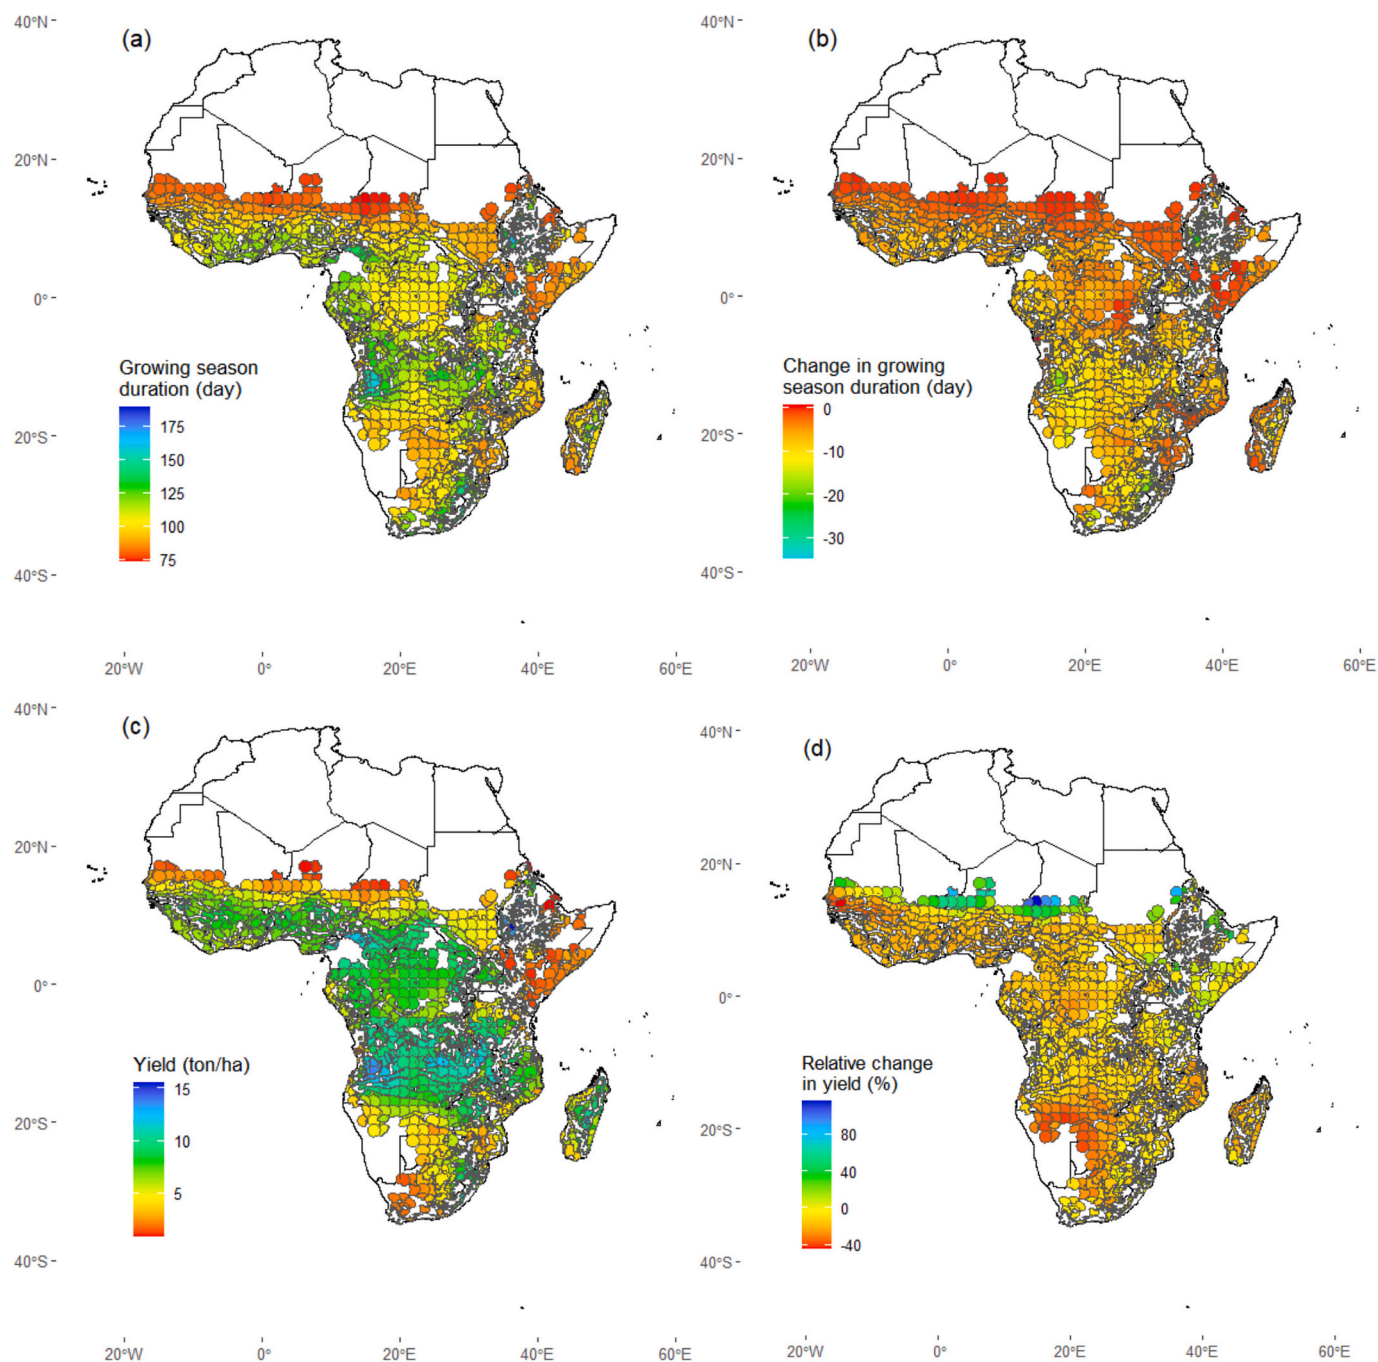 (a)
40°N
20°N
0°
20°S
40°S
Growing season
duration (day)
175
150
125
100
75
20°W
0°
20°E
40°E
60°E
(b)
40°N
20°N
0°
20°S
40°S
Change in growing
season duration (day)
0
-10
-20
-30
20°W
0°
20°E
40°E
60°E
(c)
40°N
20°N
0°
20°S
40°S
Yield (ton/ha)
15
10
5
20°W
0°
20°E
40°E
60°E
(d)
40°N
20°N
0°
20°S
40°S
Relative change
in yield (%)
80
40
0
-40
20°W
0°
20°E
40°E
60°E